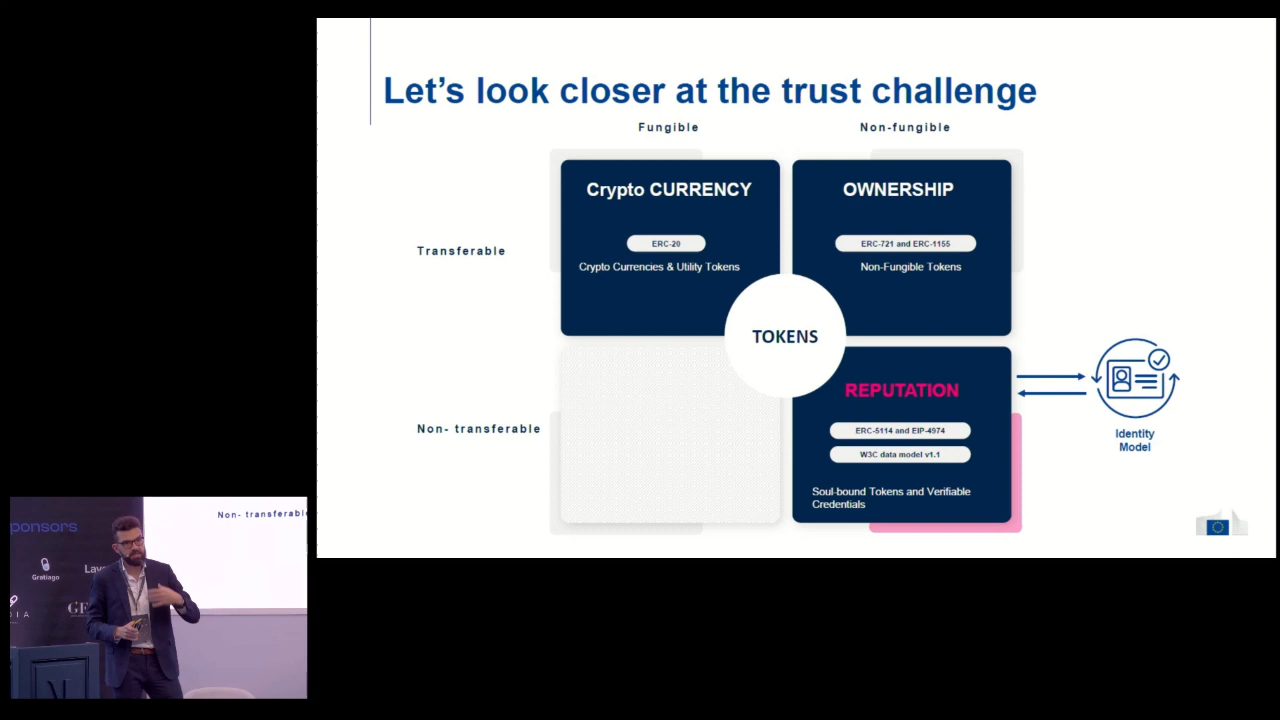 Let's look closer at the trust challenge
Fungible
Non-fungible
Crypto CURRENCY
OWNERSHIP
ERC-20
ERC-721 and ERC-1155
Transferable
Crypto Currencies & Utility Tokens
Non-Fungible Tokens
TOKENS
REPUTATION
Non- transferable
ERC-5114 and EIP-4974
W3C data model v1.1
Identity
Model
Soul-bound Tokens and Verifiable
Credentials
ponsors
Non- transferabl
Gratiago